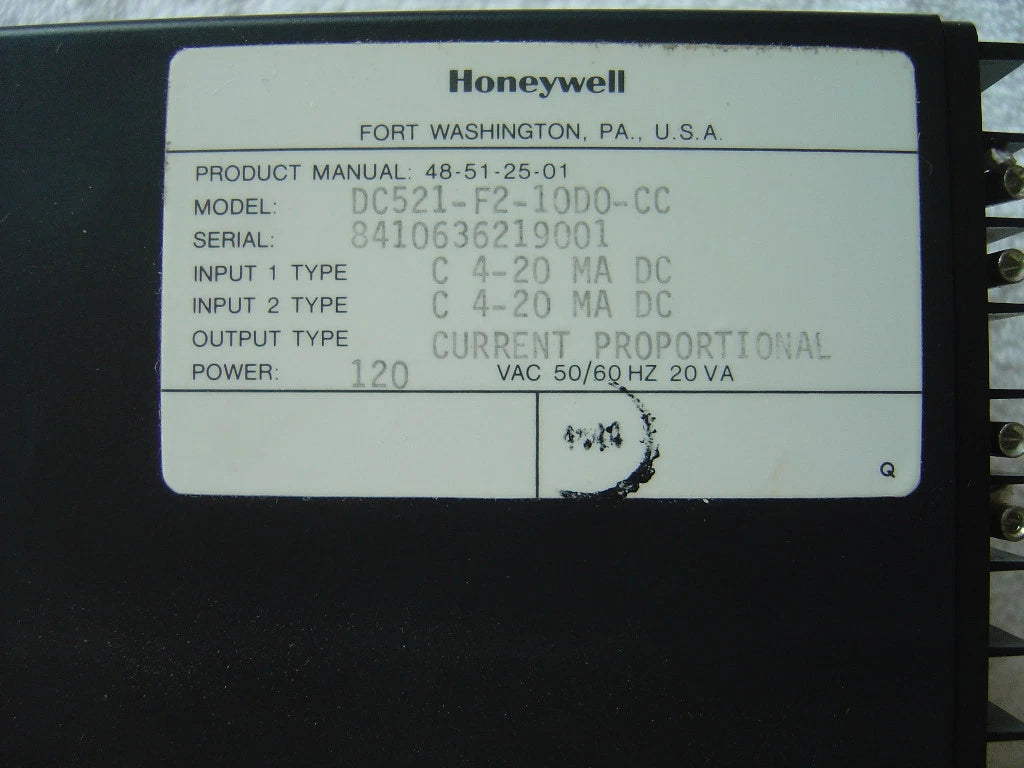 Honeywell
FORT WASHINGTON, PA., U.S.A.
PRODUCT MANUAL: 48-51-25-01
MODEL: DC521-F2-10D0-CC
SERIAL: 8410636219001
INPUT 1 TYPE C 4-20 MA DC
INPUT 2 TYPE C 4-20 MA DC
OUTPUT TYPE CURRENT PROPORTIONAL
POWER: 120 VAC 50/60 HZ 20 VA
Q